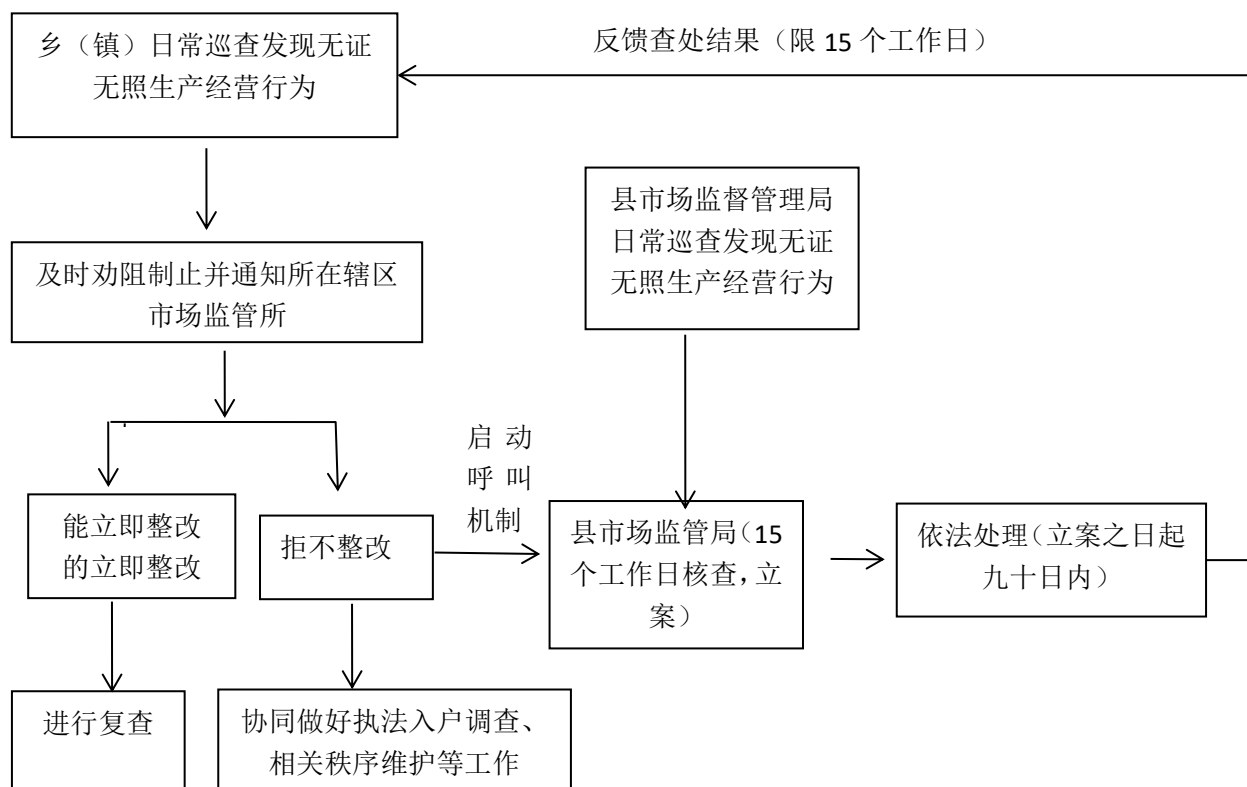 乡（镇）日常巡查发现无证
无照生产经营行为
反馈查处结果（限 15 个工作日）
县市场监督管理局
日常巡查发现无证
无照生产经营行为
及时劝阻制止并通知所在辖区
市场监管所
启 动
呼 叫
机制
能立即整改
的立即整改
拒不整改
县市场监管局（15
个工作日核查，立
案）
依法处理（立案之日起
九十日内）
进行复查
协同做好执法入户调查、
相关秩序维护等工作